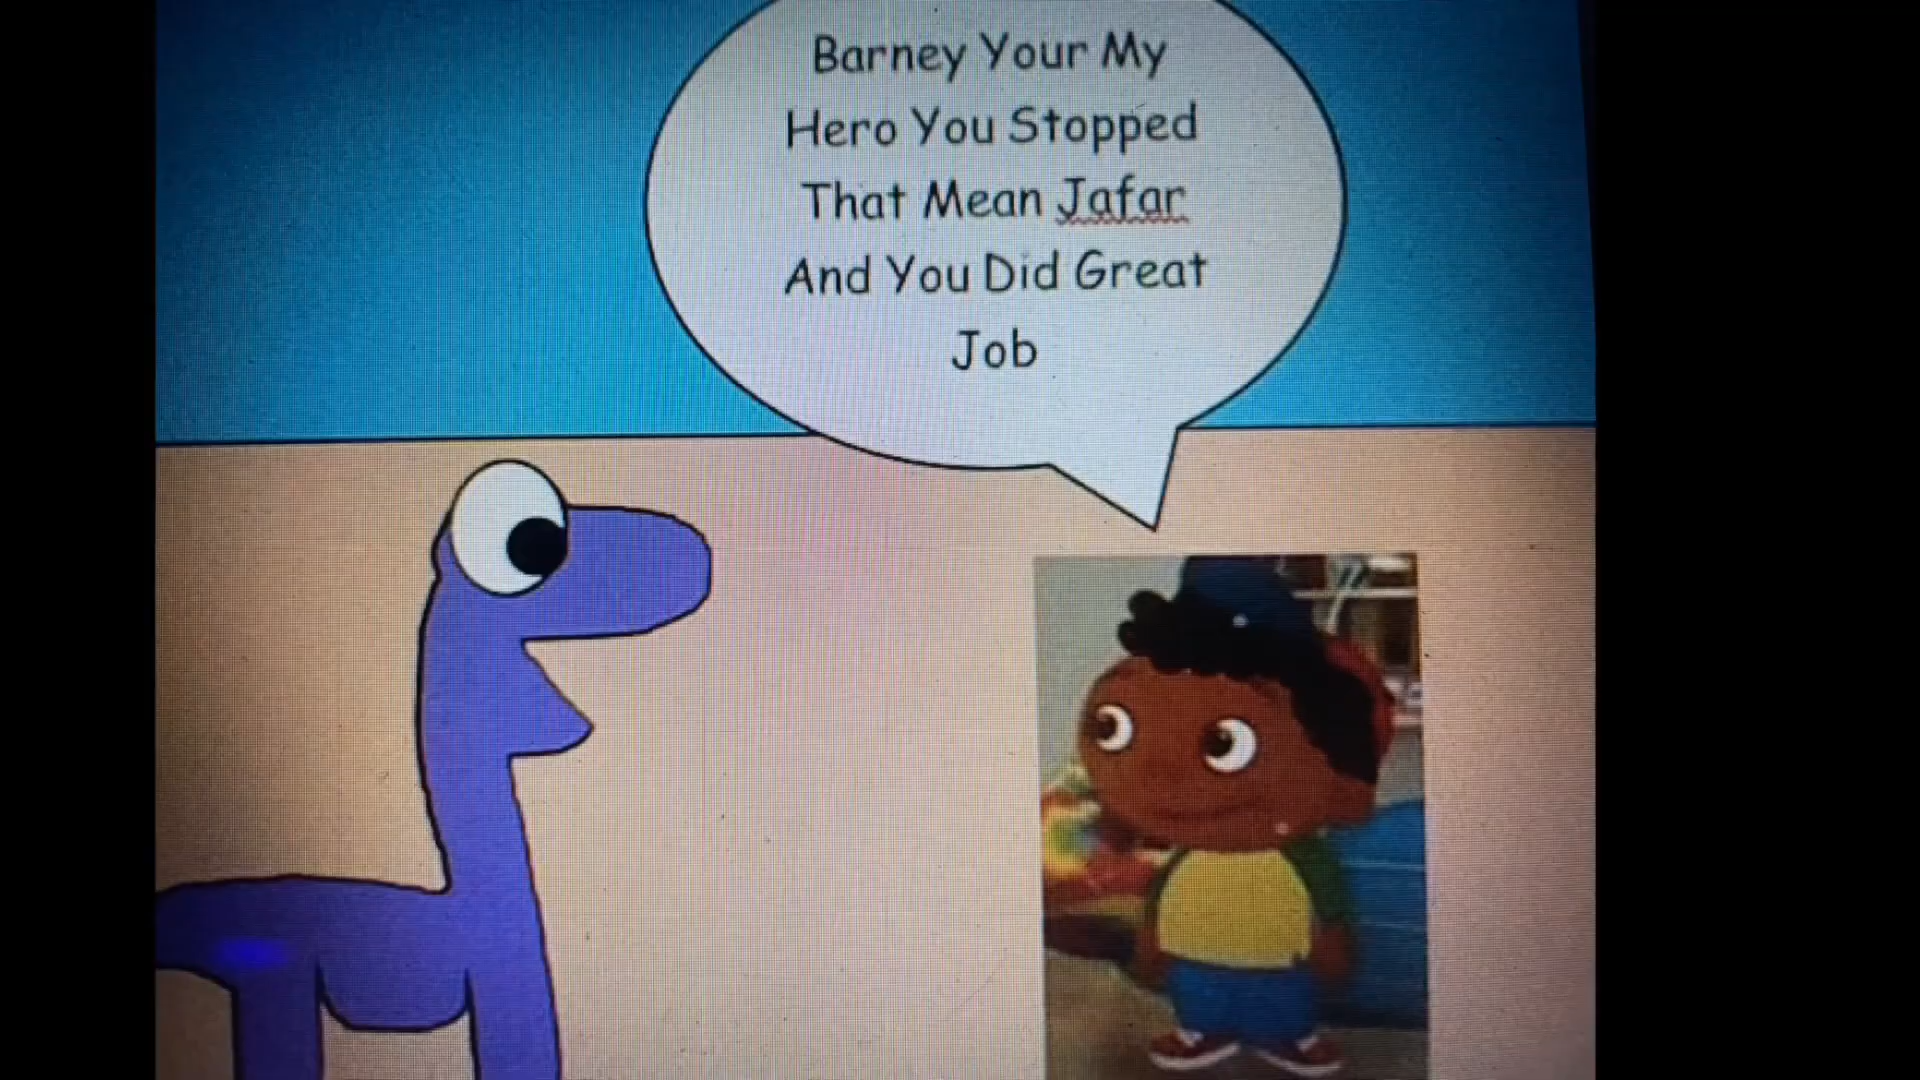 Barney Your My
Hero You Stopped
That Mean Jafar
And You Did Great
Job